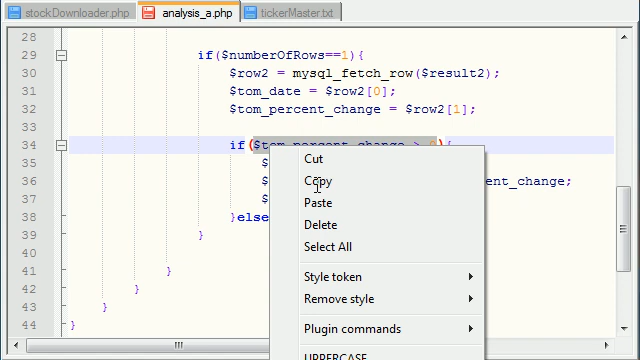 stockDownloader.php analysis_a.php tickerMaster.txt
28
29 if($numberOfRows==1){
30 $row2 = mysql_fetch_row($result2);
31 $tom_date = $row2[0];
32 $tom_percent_change = $row2[1];
33
34 if($tom_percent_change > 0){
35 $
36 $ percent_change;
37 $
38 }else
39 }
40
41 }
42 }
43 }
44 }
Cut
Copy
Paste
Delete
Select All
Style token
Remove style
Plugin commands
UPPERCASE